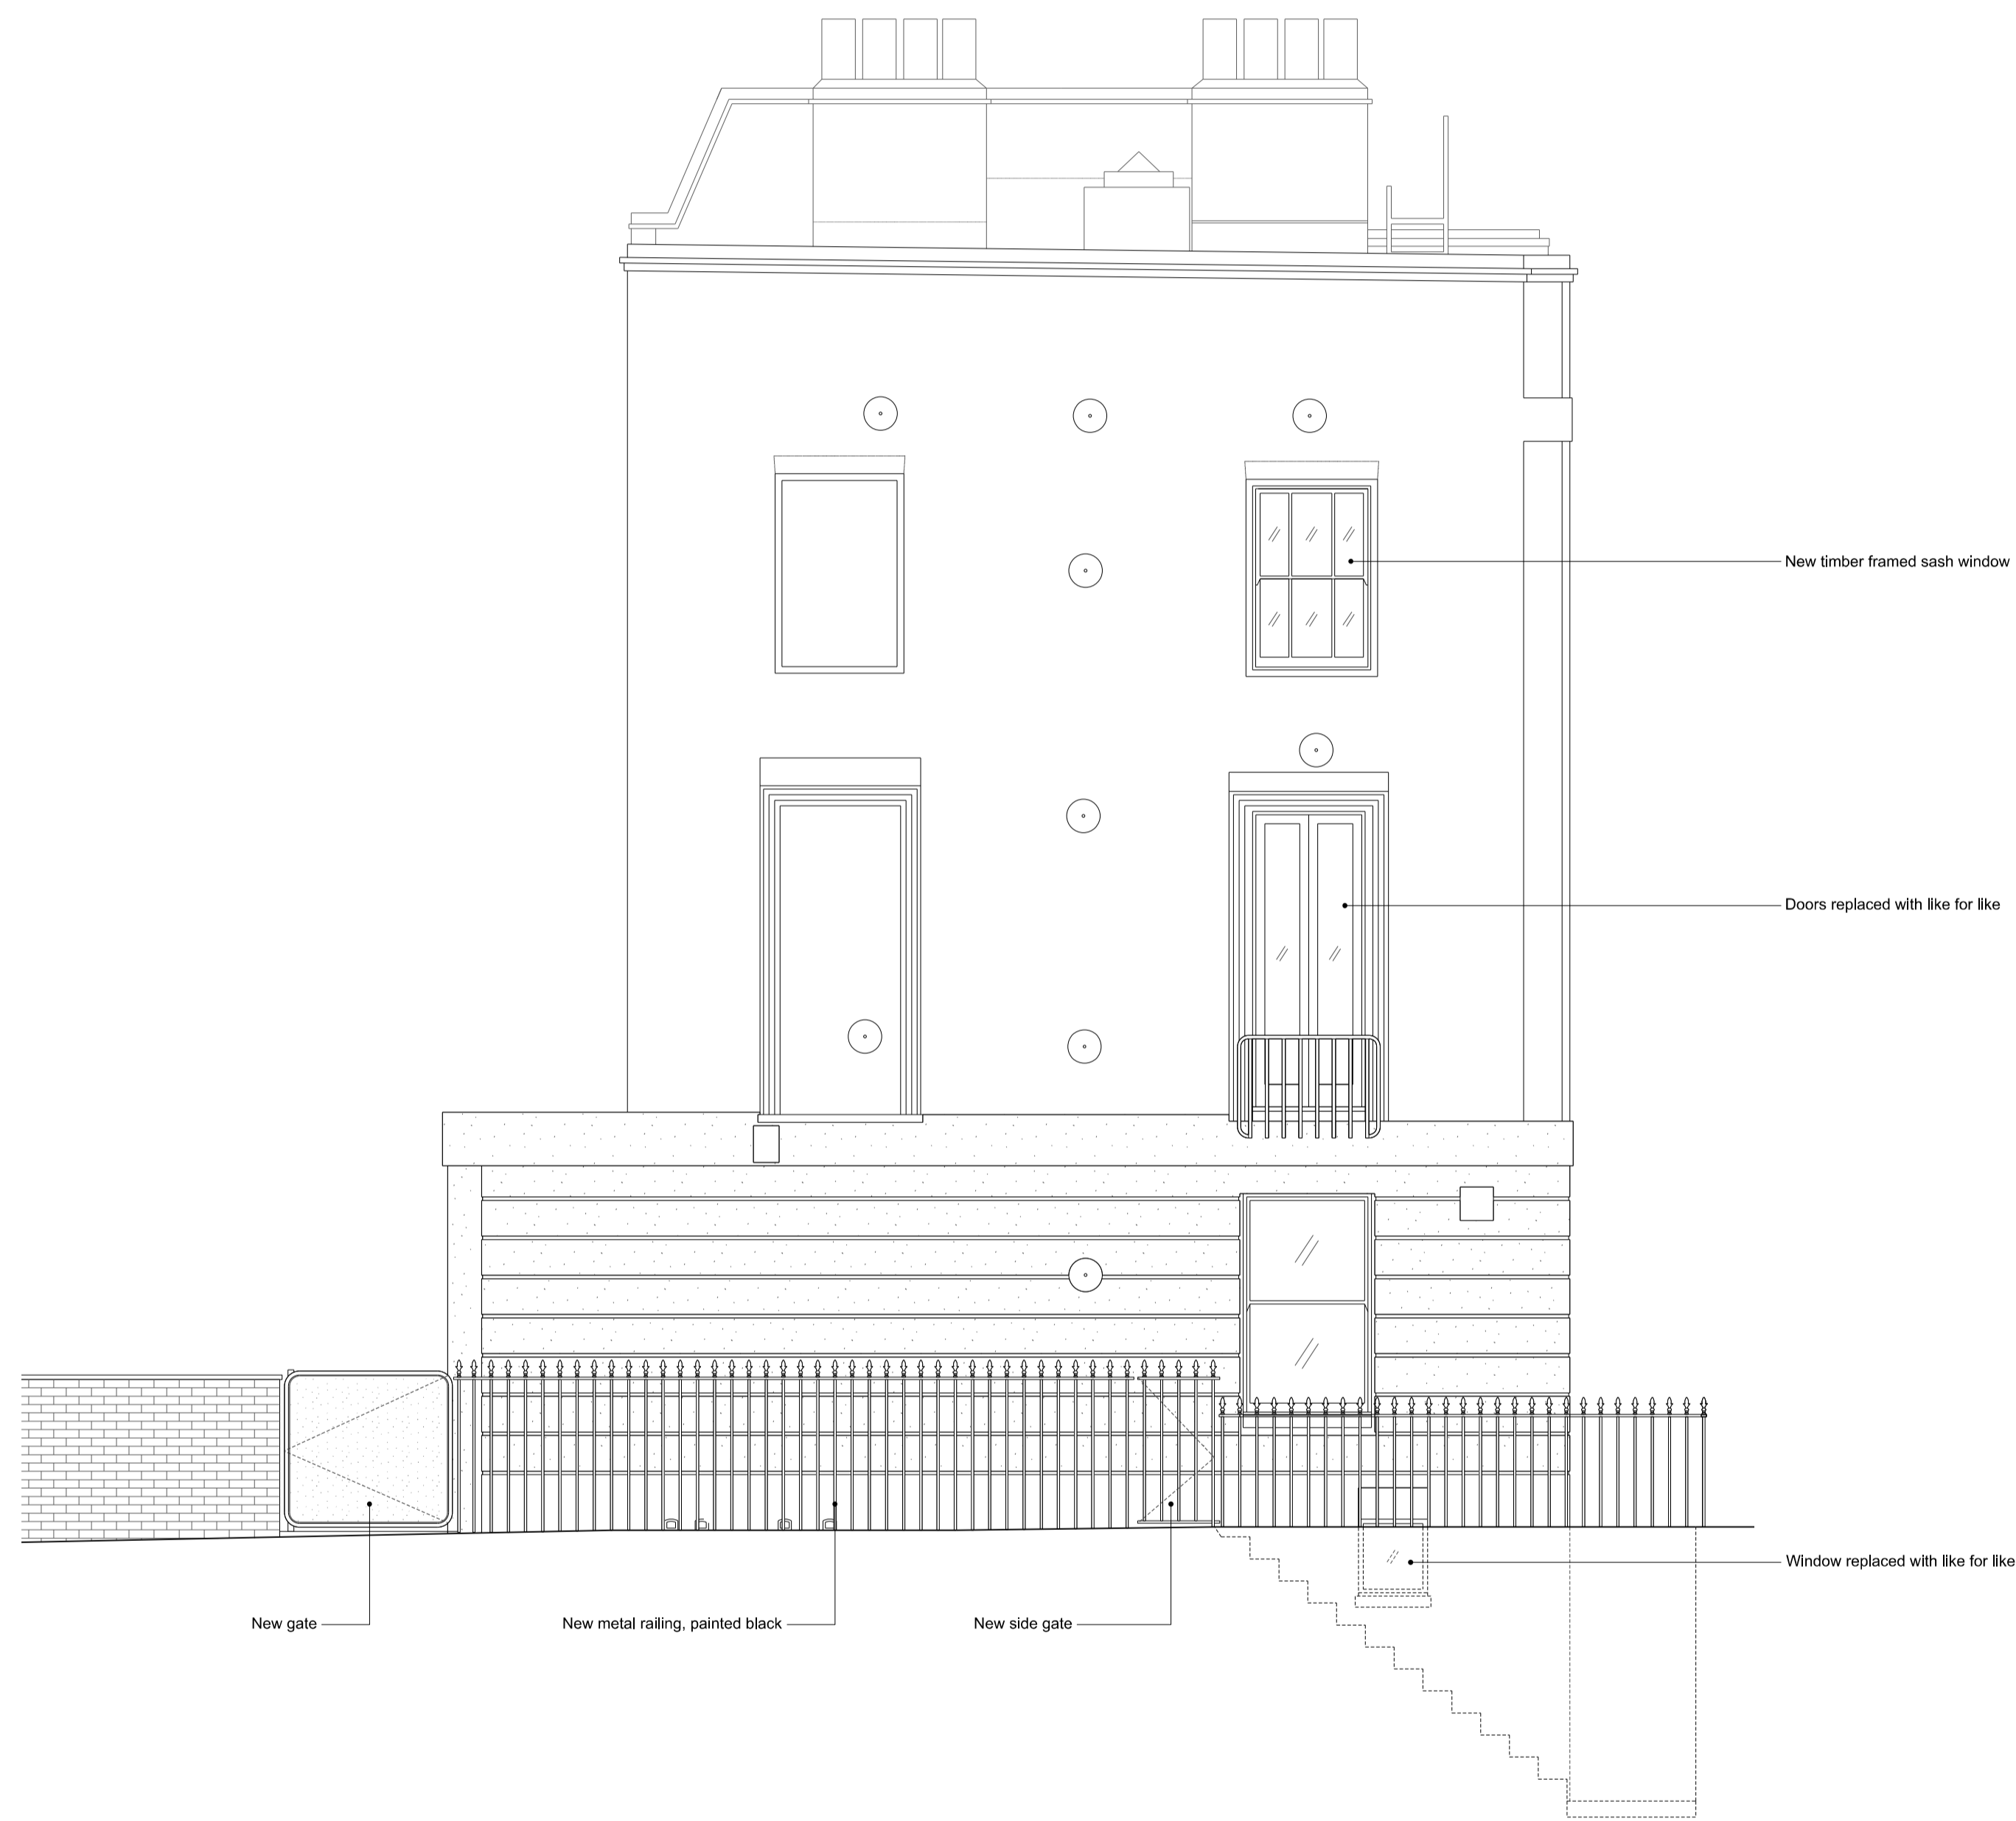 New timber framed sash window
Doors replaced with like for like
Window replaced with like for like
New gate
New metal railing, painted black
New side gate